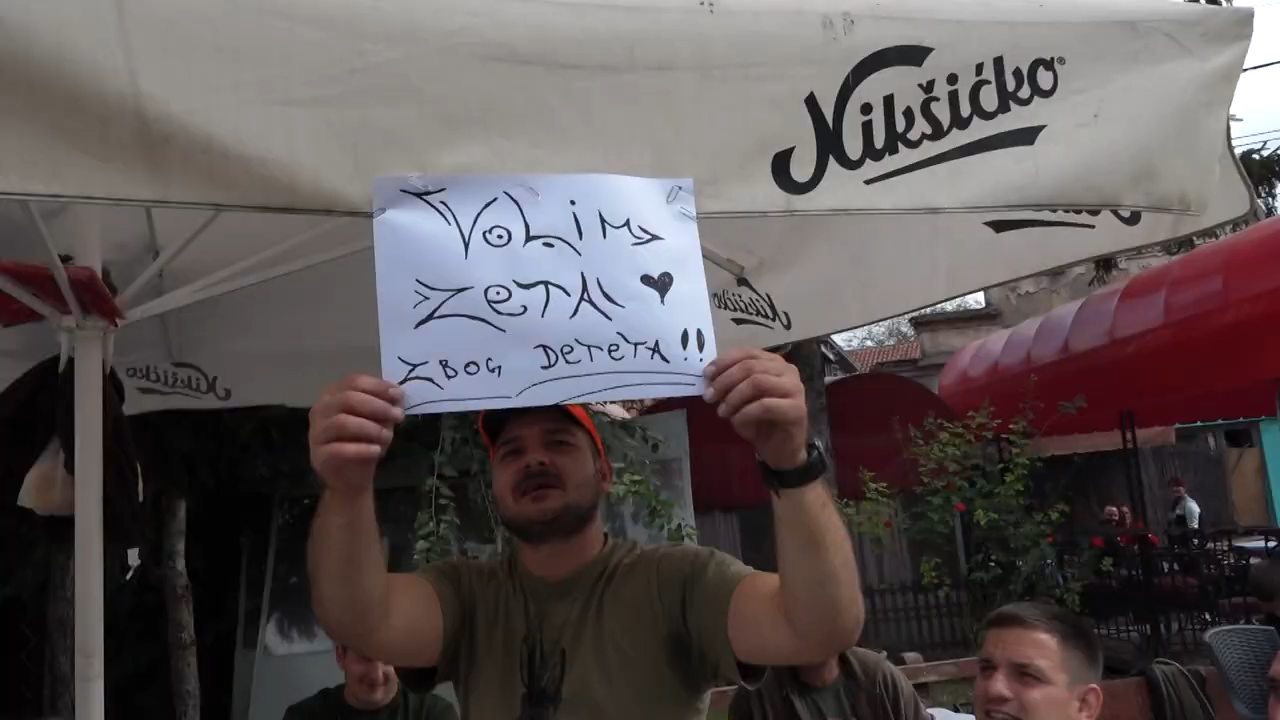 Nikšićko
VoLiM
ZeTA ♥
ZBOG DeTeTA !!
Nikšićko
Nikšićko